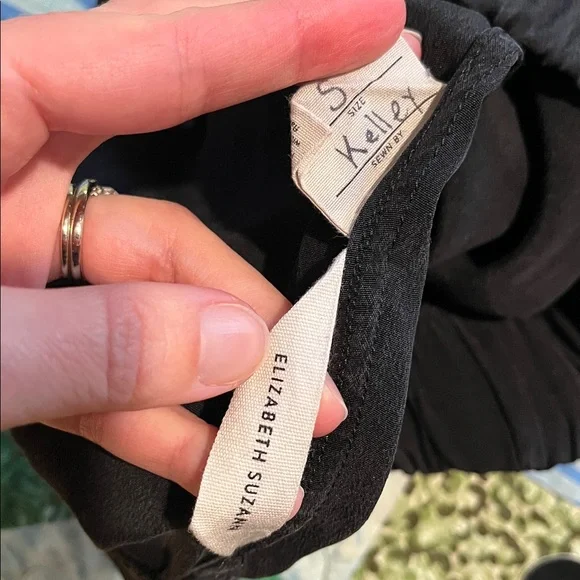 S
SIZE
Kelley
SEWN BY
ELIZABETH SUZANN